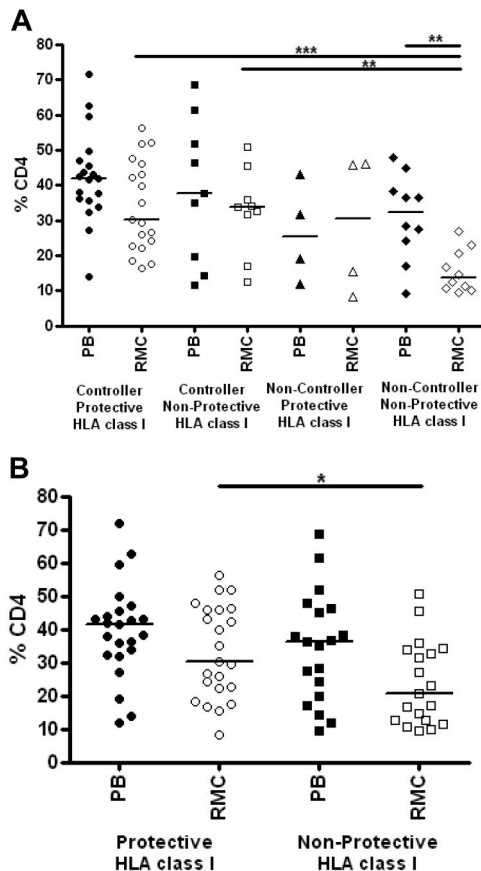 A
***
**
**
% CD4
80
70
60
50
40
30
20
10
0
PB
RMC
PB
RMC
PB
RMC
PB
RMC
Controller
Protective
HLA class I
Controller
Non-Protective
HLA class I
Non-Controller
Protective
HLA class I
Non-Controller
Non-Protective
HLA class I
B
*
% CD4
80
70
60
50
40
30
20
10
0
PB
RMC
PB
RMC
Protective
HLA class I
Non-Protective
HLA class I